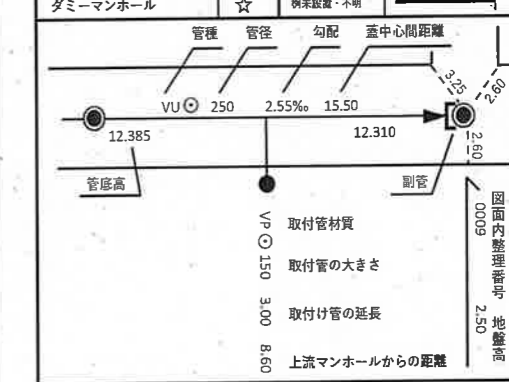 ダミーマンホール ☆ 桝未設置・不明
管種 管径 勾配 蓋中心間距離
VU 250 2.55‰ 15.50
12.385 12.310
3.25
2.60
2.60
管底高 副管
VP 取付管材質
150 取付管の大きさ
3.00 取付け管の延長
8.60 上流マンホールからの距離
図面内整理番号 地盤高
0009 2.50